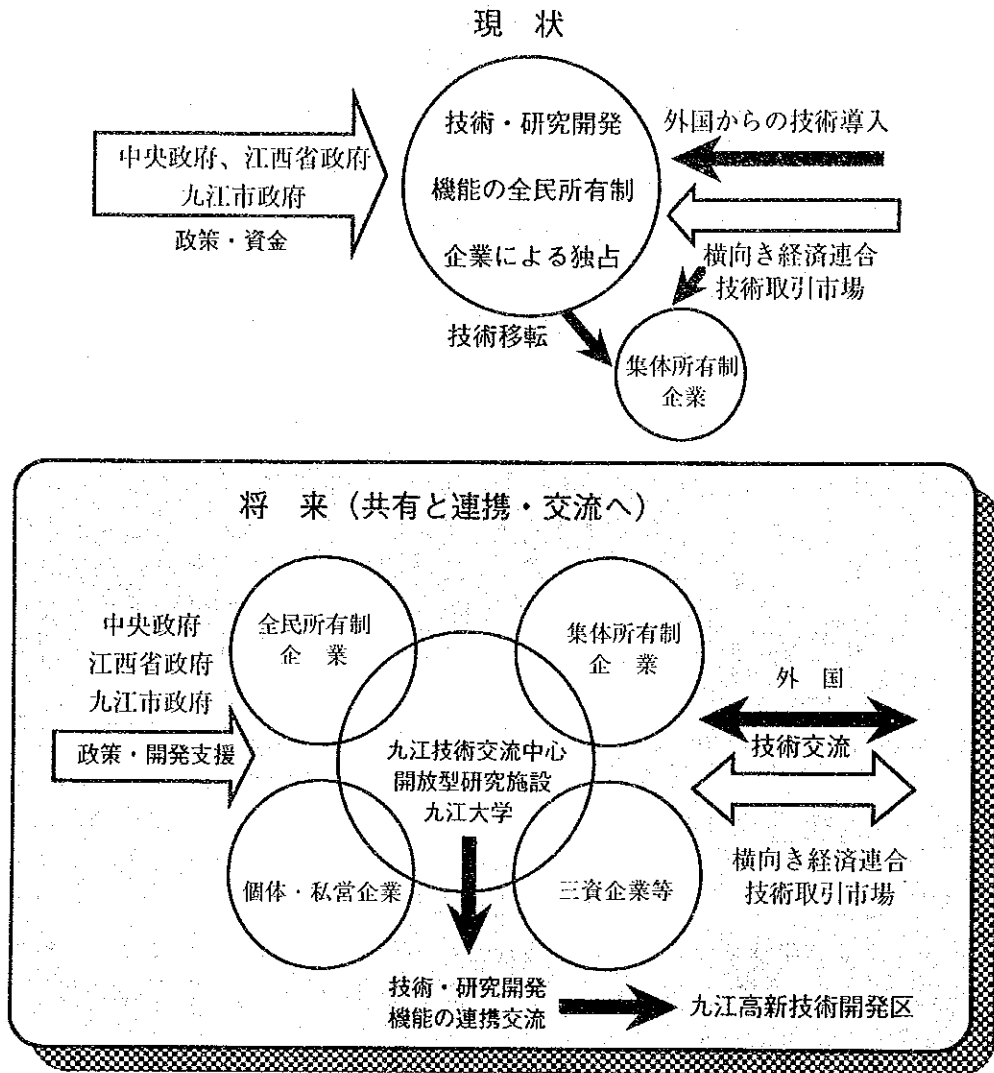 現 状
技術・研究開発
機能の全民所有制
企業による独占
中央政府、江西省政府
九江市政府
政策・資金
外国からの技術導入
横向き経済連合
技術取引市場
技術移転
集体所有制
企業
将 来（共有と連携・交流へ）
中央政府
江西省政府
九江市政府
政策・開発支援
全民所有制
企 業
集体所有制
企 業
九江技術交流中心
開放型研究施設
九江大学
個体・私営企業
三資企業等
外 国
技術交流
横向き経済連合
技術取引市場
技術・研究開発
機能の連携交流
九江高新技術開発区